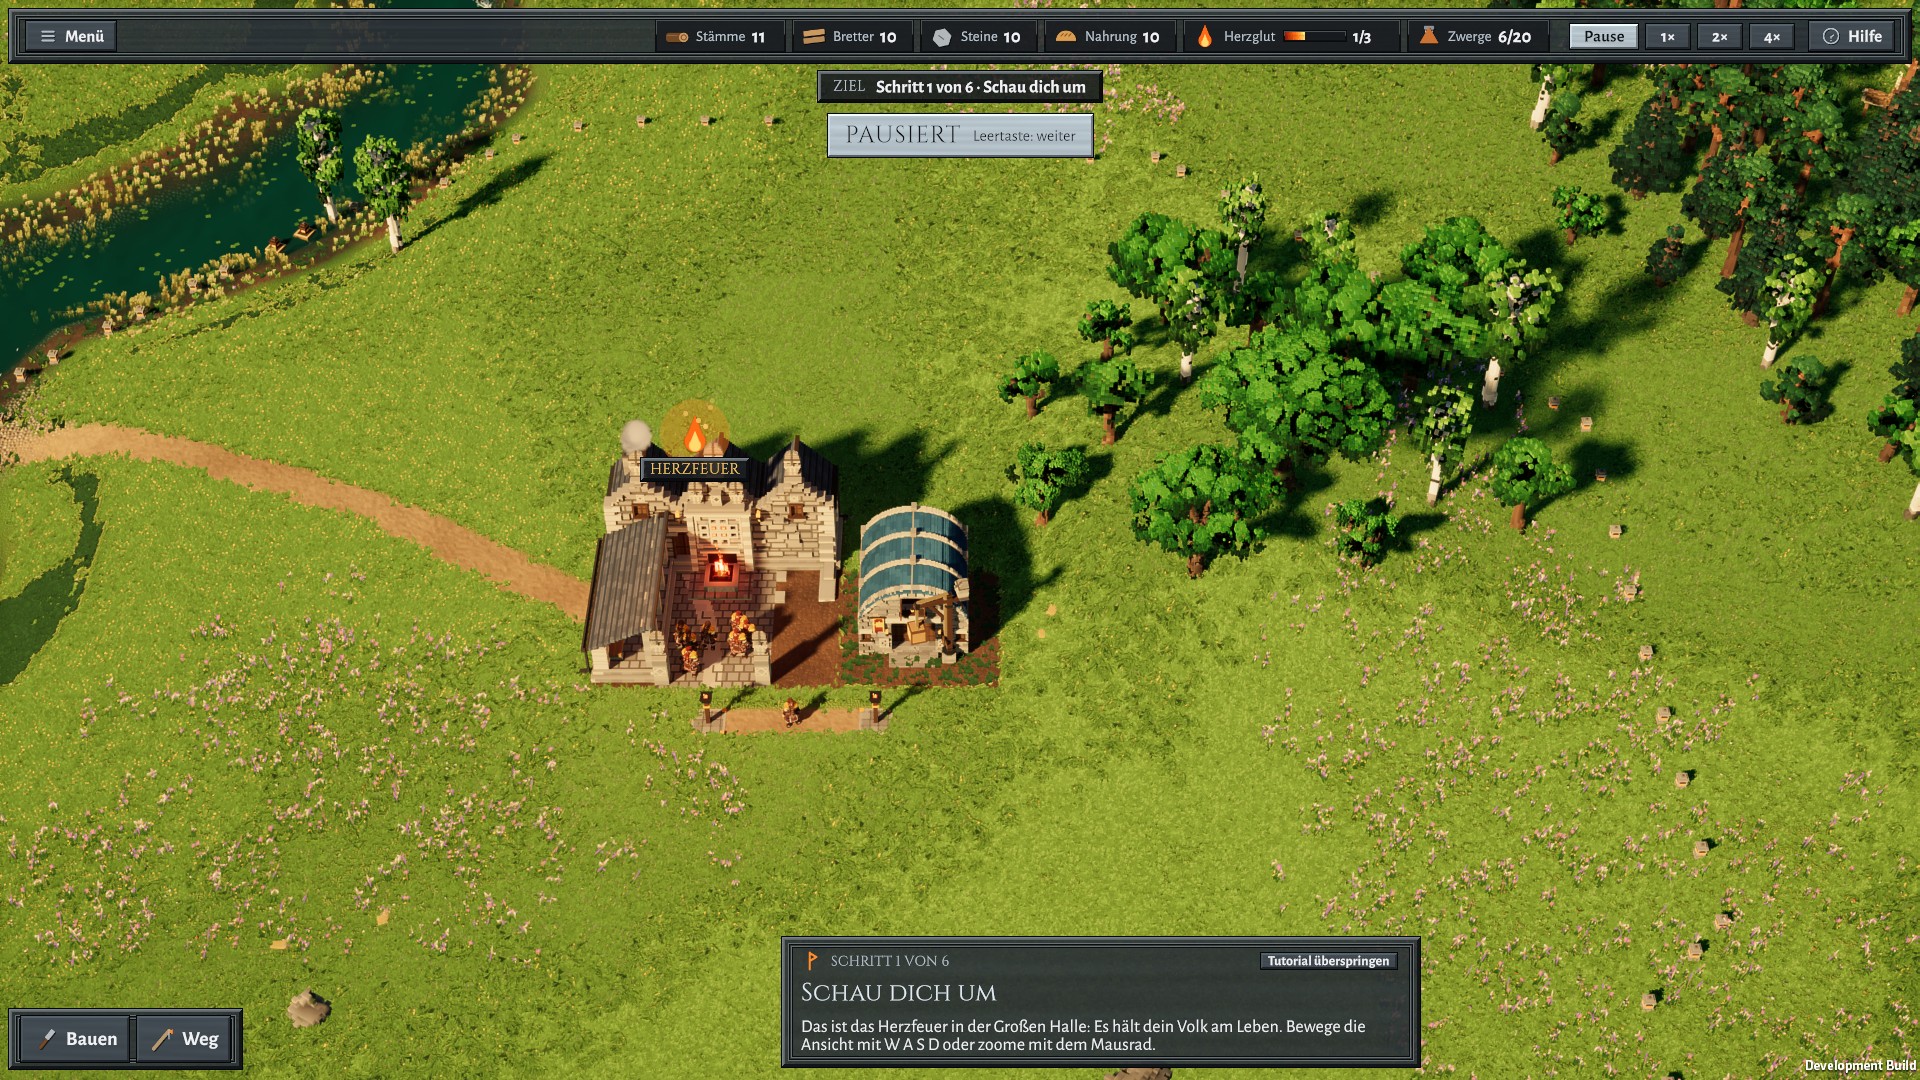 Menü
Stämme 11
Bretter 10
Steine 10
Nahrung 10
Herzglut 1/3
Zwerge 6/20
Pause
1×
2×
4×
Hilfe
ZIEL Schritt 1 von 6 · Schau dich um
PAUSIERT Leertaste: weiter
HERZFEUER
SCHRITT 1 VON 6
Tutorial überspringen
SCHAU DICH UM
Das ist das Herzfeuer in der Großen Halle: Es hält dein Volk am Leben. Bewege die
Ansicht mit W A S D oder zoome mit dem Mausrad.
Bauen
Weg
Development Build